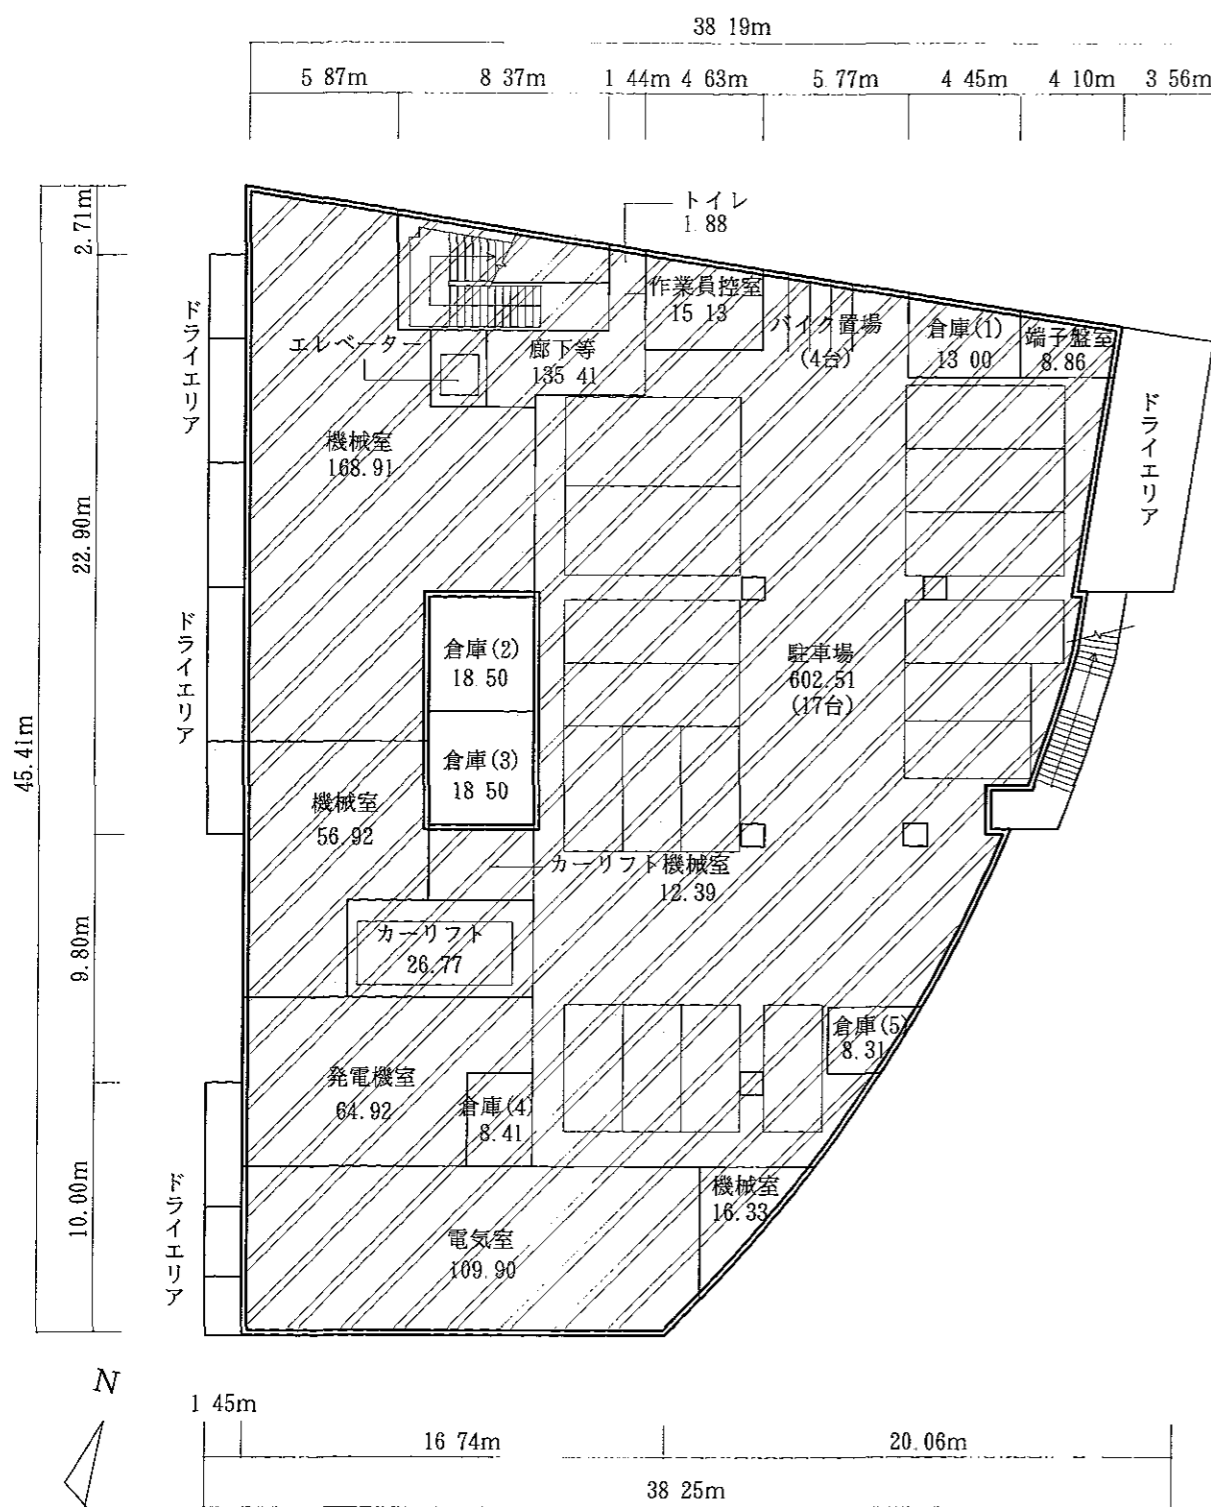 38 19m
5 87m
8 37m
1 44m
4 63m
5.77m
4 45m
4 10m
3 56m
2.71m
22.90m
45.41m
9.80m
10.00m
トイレ
1.88
作業員控室
15 13
バイク置場
(4台)
倉庫(1)
13 00
端子盤室
8.86
エレベーター
廊下等
135 41
ドライエリア
ドライエリア
機械室
168.91
倉庫(2)
18 50
駐車場
602.51
(17台)
ドライエリア
倉庫(3)
18 50
機械室
56.92
カーリフト機械室
12.39
カーリフト
26.77
倉庫(5)
8.31
発電機室
64.92
倉庫(4)
8.41
ドライエリア
機械室
16.33
電気室
109.90
N
1 45m
16 74m
20.06m
38 25m